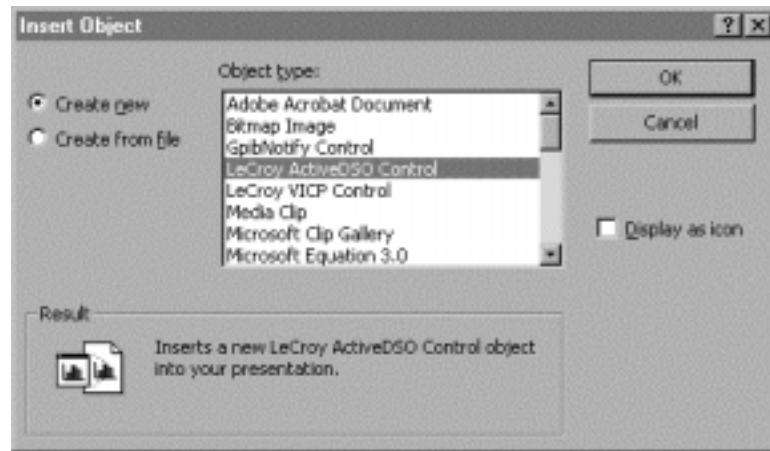 Insert Object
Object type:
Create new
Create from file
Adobe Acrobat Document
Bitmap Image
GpibNotify Control
LeCroy ActiveDSO Control
LeCroy VICP Control
Media Clip
Microsoft Clip Gallery
Microsoft Equation 3.0
OK
Cancel
Display as icon
Result
Inserts a new LeCroy ActiveDSO Control object
into your presentation.